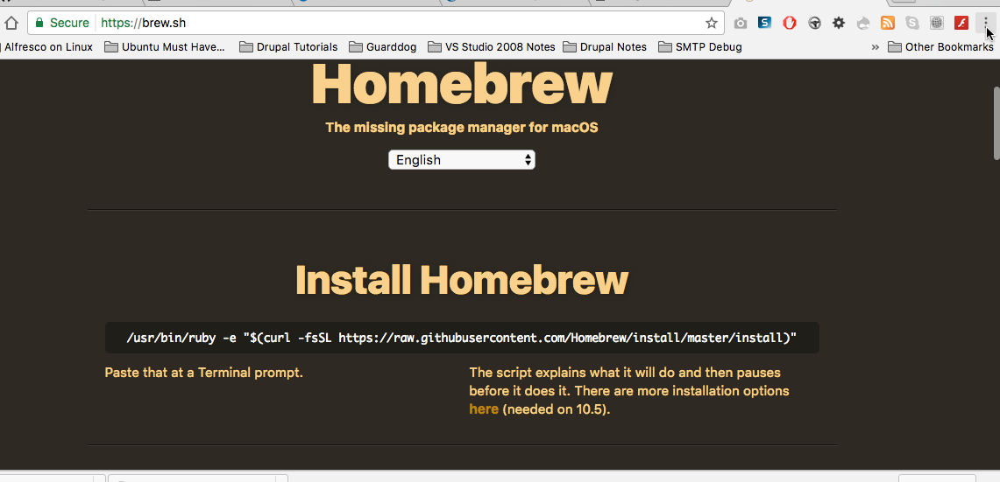 Secure https://brew.sh
Alfresco on Linux Ubuntu Must Have... Drupal Tutorials Guarddog VS Studio 2008 Notes Drupal Notes SMTP Debug » Other Bookmarks
Homebrew
The missing package manager for macOS
English
Install Homebrew
/usr/bin/ruby -e "$(curl -fsSL https://raw.githubusercontent.com/Homebrew/install/master/install)"
Paste that at a Terminal prompt.
The script explains what it will do and then pauses
before it does it. There are more installation options
here (needed on 10.5).